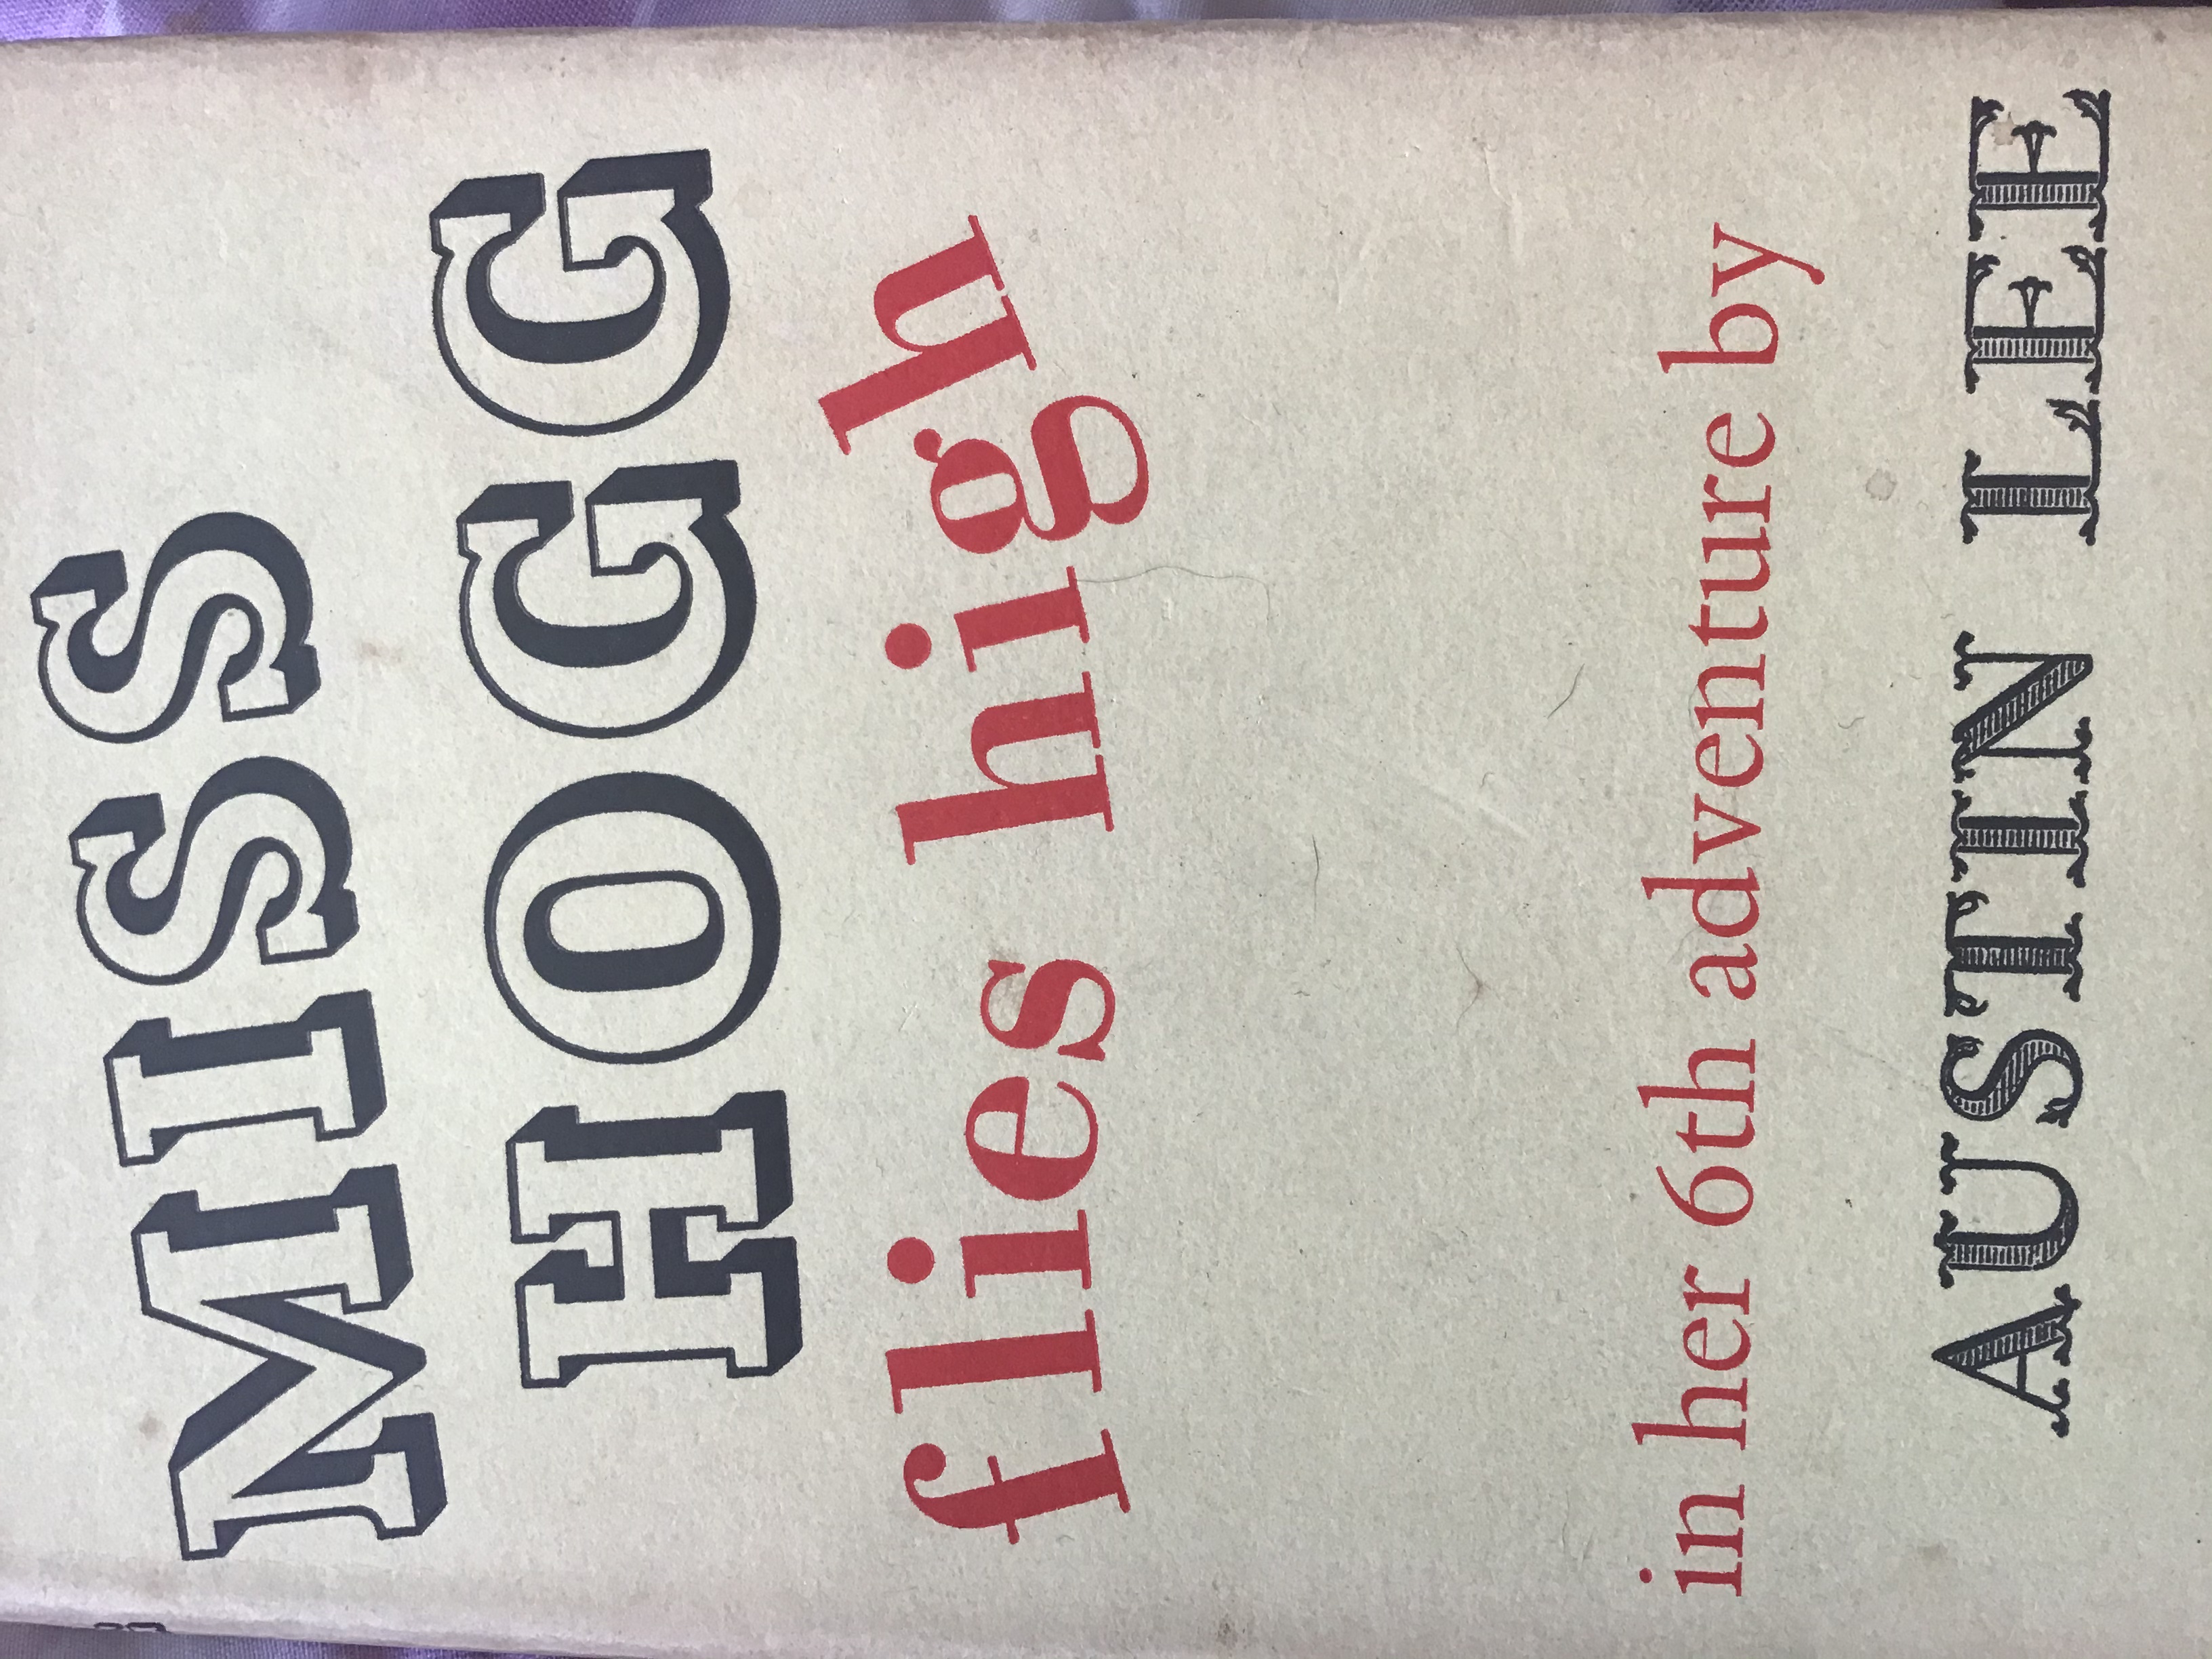 MISS
HOGG
flies high
in her 6th adventure by
AUSTIN LEE